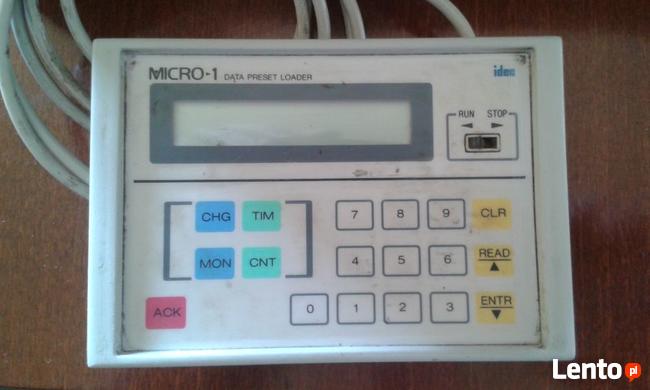 MICRO-1 DATA PRESET LOADER
idec
RUN STOP
CHG TIM 7 8 9 CLR
MON CNT 4 5 6 READ
ACK 0 1 2 3 ENTR
Lento.pl